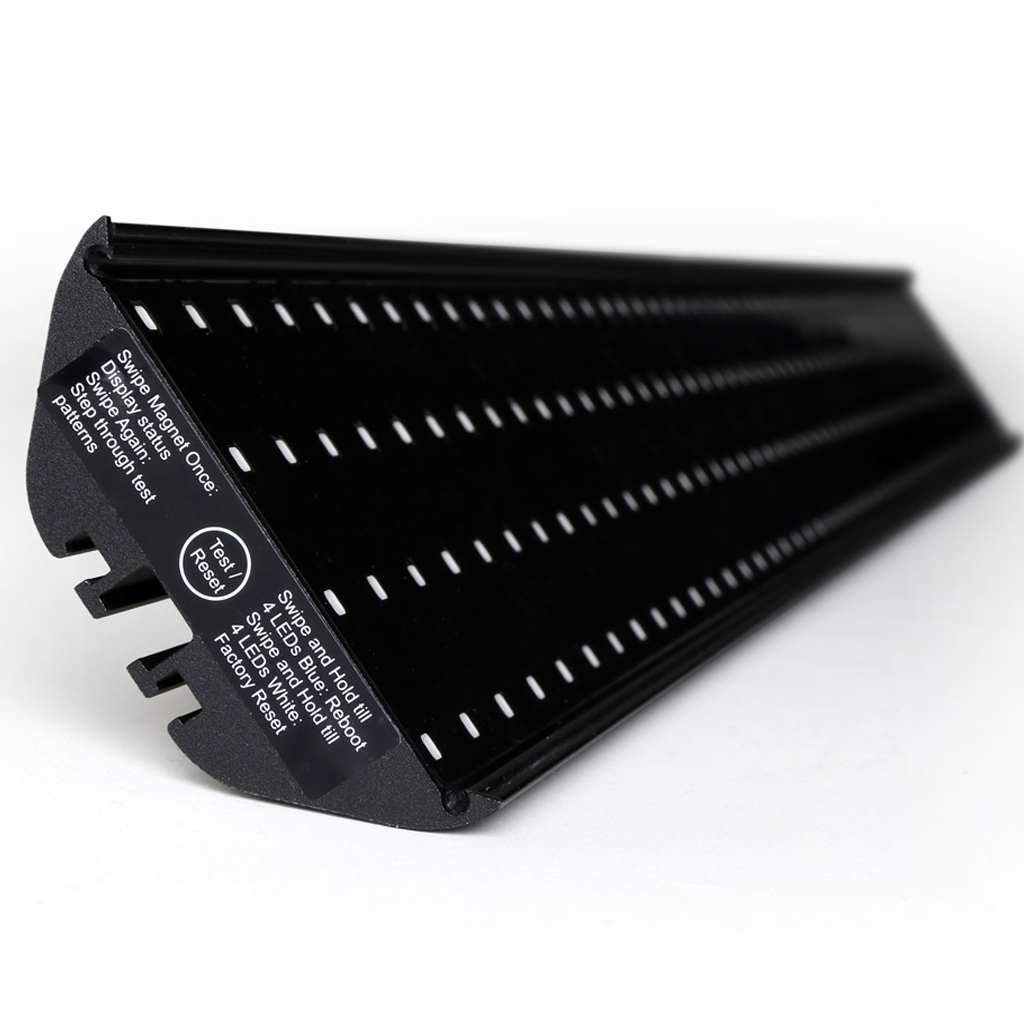 Swipe Magnet Once:
Display status
Swipe Again:
Step through test
patterns
Test /
Reset
Swipe and Hold till
4 LEDs Blue: Reboot
Swipe and Hold till
4 LEDs White:
Factory Reset